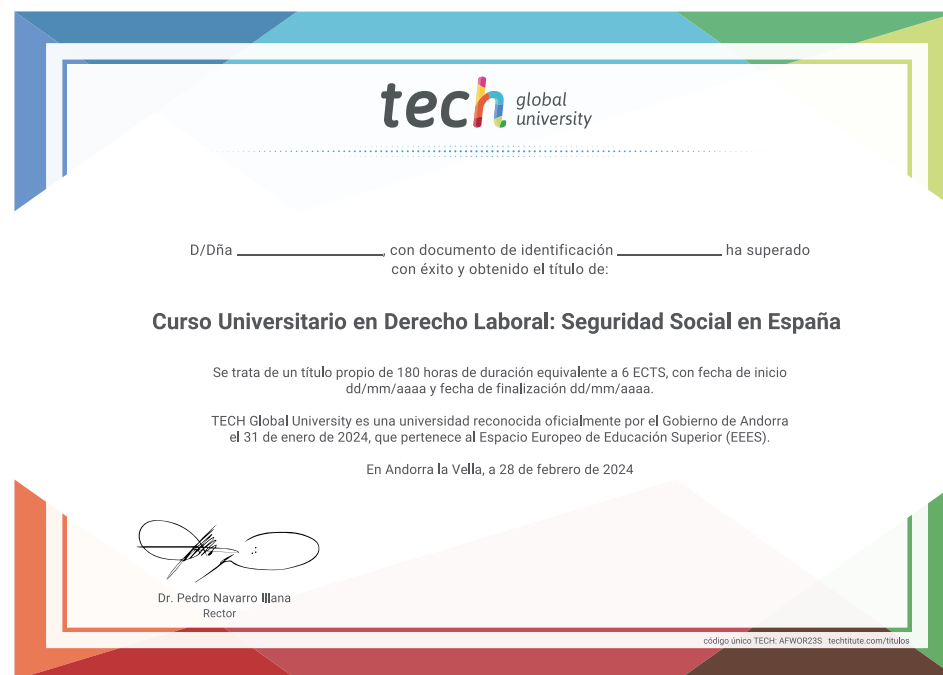 tech global university
D/Dña ____________________, con documento de identificación ______________ ha superado
con éxito y obtenido el título de:
Curso Universitario en Derecho Laboral: Seguridad Social en España
Se trata de un título propio de 180 horas de duración equivalente a 6 ECTS, con fecha de inicio
dd/mm/aaaa y fecha de finalización dd/mm/aaaa.
TECH Global University es una universidad reconocida oficialmente por el Gobierno de Andorra
el 31 de enero de 2024, que pertenece al Espacio Europeo de Educación Superior (EEES).
En Andorra la Vella, a 28 de febrero de 2024
Dr. Pedro Navarro Illana
Rector
código único TECH: AFWOR23S techtitute.com/titulos